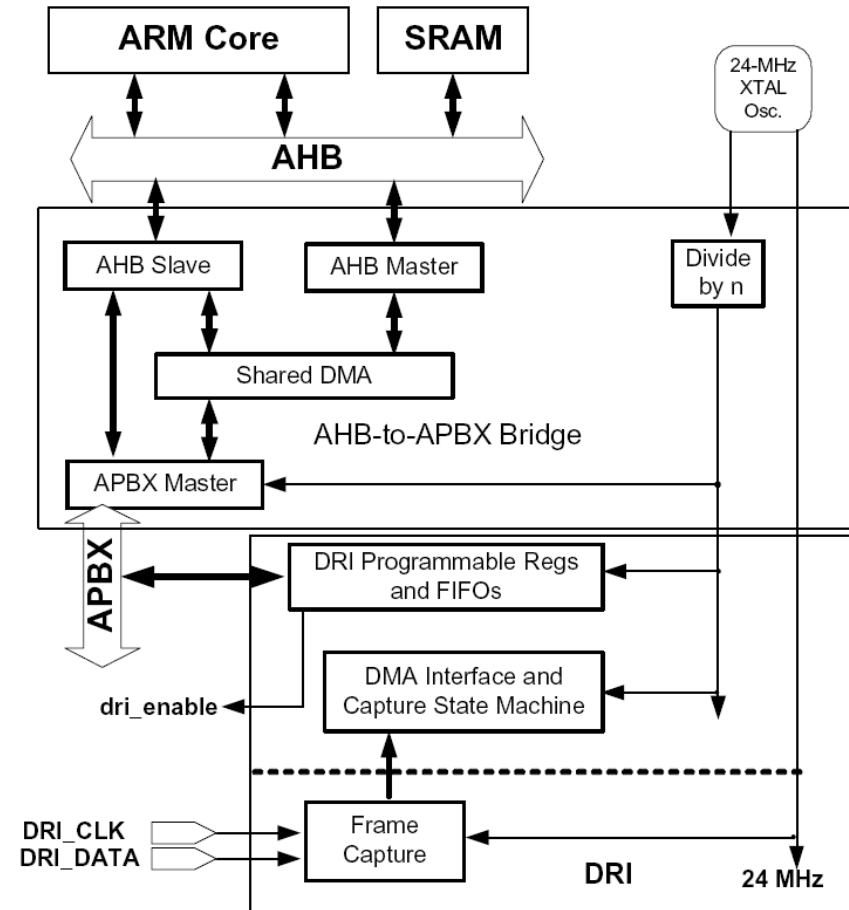 ARM Core
SRAM
24-MHz
XTAL
Osc.
AHB
AHB Slave
AHB Master
Divide
by n
Shared DMA
AHB-to-APBX Bridge
APBX Master
APBX
DRI Programmable Regs
and FIFOs
DMA Interface and
Capture State Machine
dri_enable
DRI_CLK
DRI_DATA
Frame
Capture
DRI
24 MHz